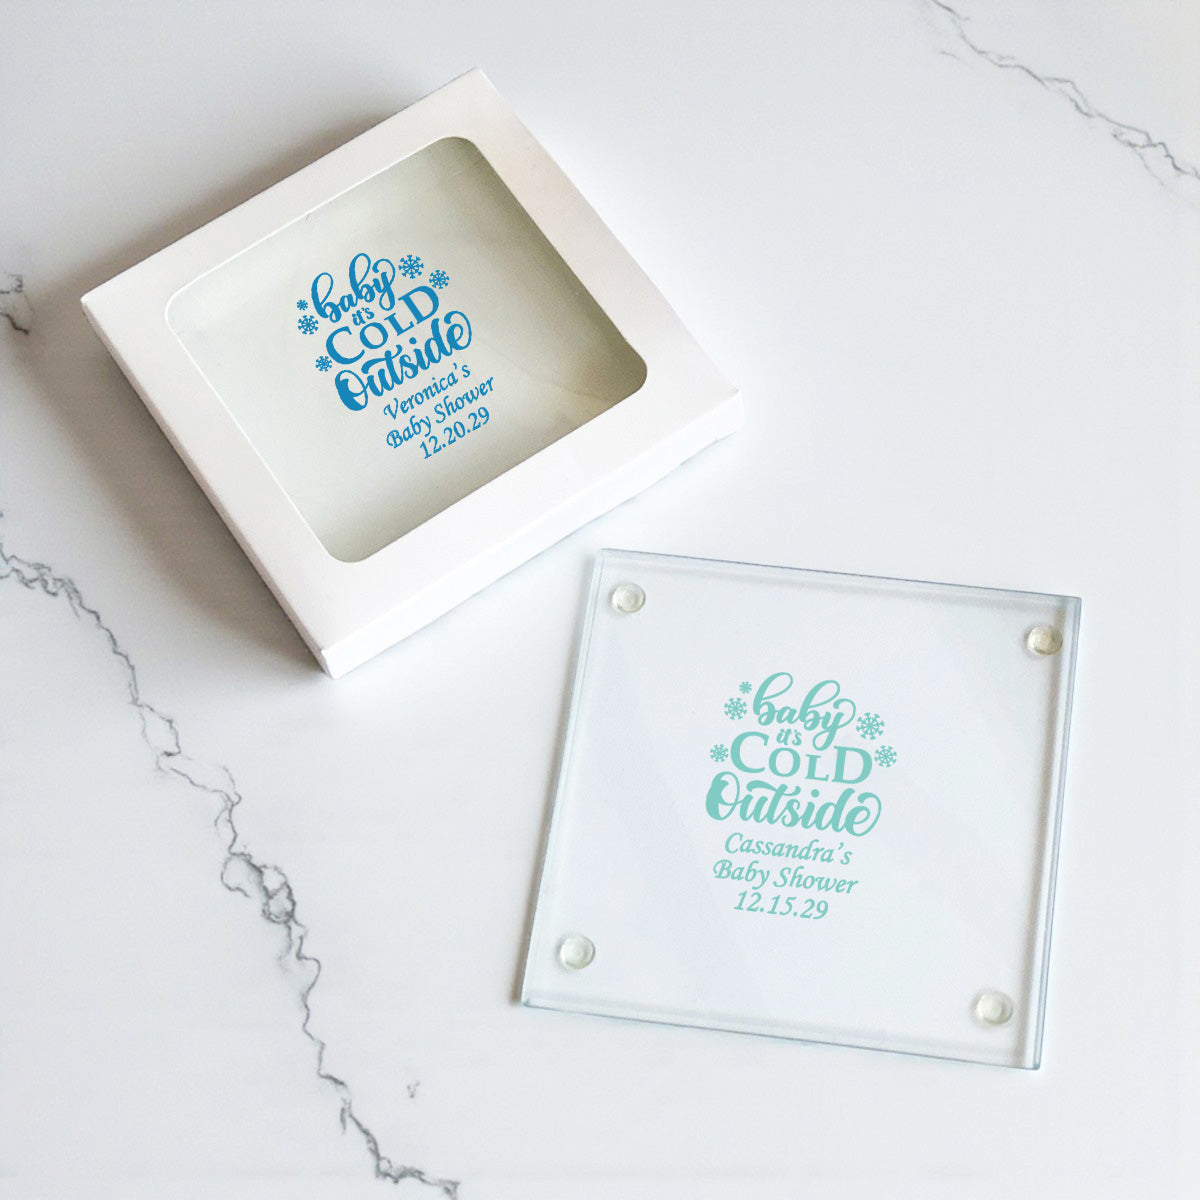 baby
it's
COLD
Outside
Veronica's
Baby Shower
12.20.29
baby
it's
COLD
Outside
Cassandra's
Baby Shower
12.15.29